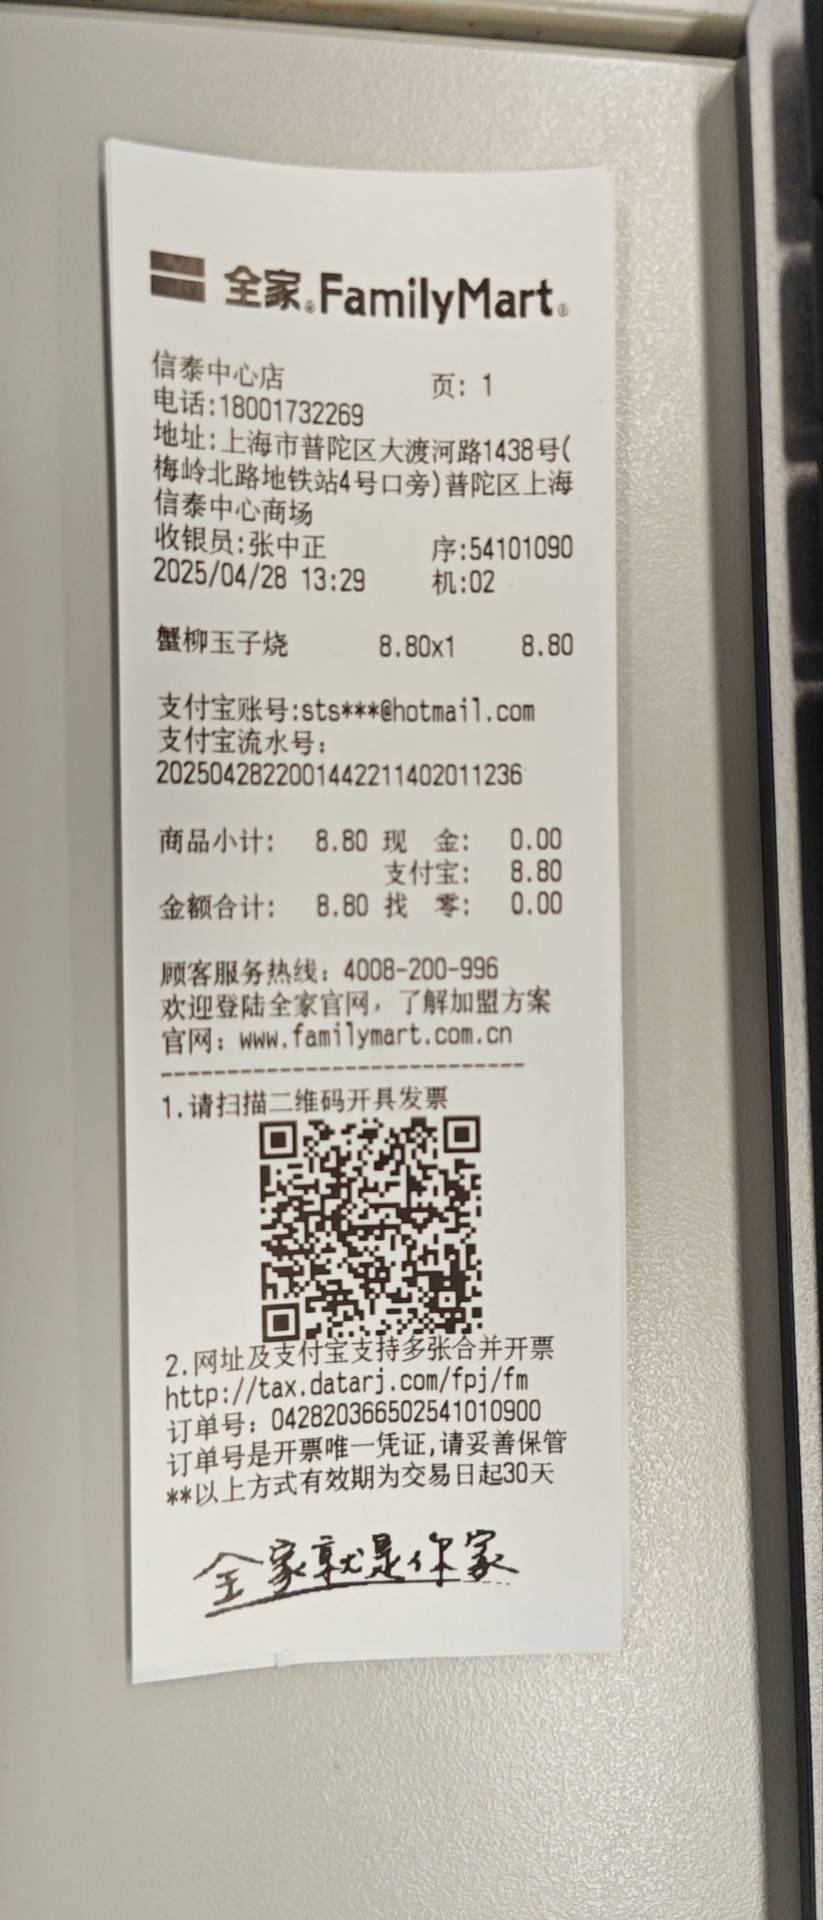 全家 FamilyMart
信泰中心店 页: 1
电话:18001732269
地址:上海市普陀区大渡河路1438号(
梅岭北路地铁站4号口旁)普陀区上海
信泰中心商场
收银员:张中正 序:54101090
2025/04/28 13:29 机:02
蟹柳玉子烧 8.80x1 8.80
支付宝账号:sts***@hotmail.com
支付宝流水号:
2025042822001442211402011236
商品小计: 8.80 现 金: 0.00
支付宝: 8.80
金额合计: 8.80 找 零: 0.00
顾客服务热线: 4008-200-996
欢迎登陆全家官网,了解加盟方案
官网: www.familymart.com.cn
----------------------------
1.请扫描二维码开具发票
2.网址及支付宝支持多张合并开票
http://tax.datarj.com/fpj/fm
订单号: 042820366502541010900
订单号是开票唯一凭证,请妥善保管
**以上方式有效期为交易日起30天
全家就是你家